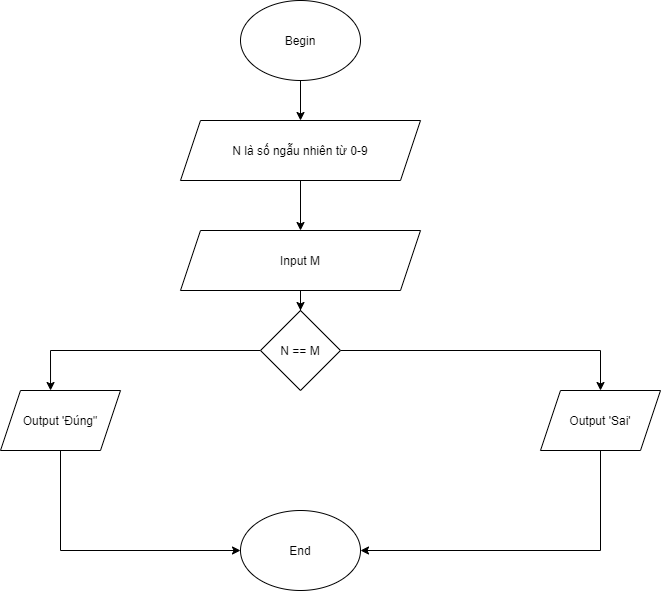 Begin
N là số ngẫu nhiên từ 0-9
Input M
N == M
Output 'Đúng"
Output 'Sai'
End